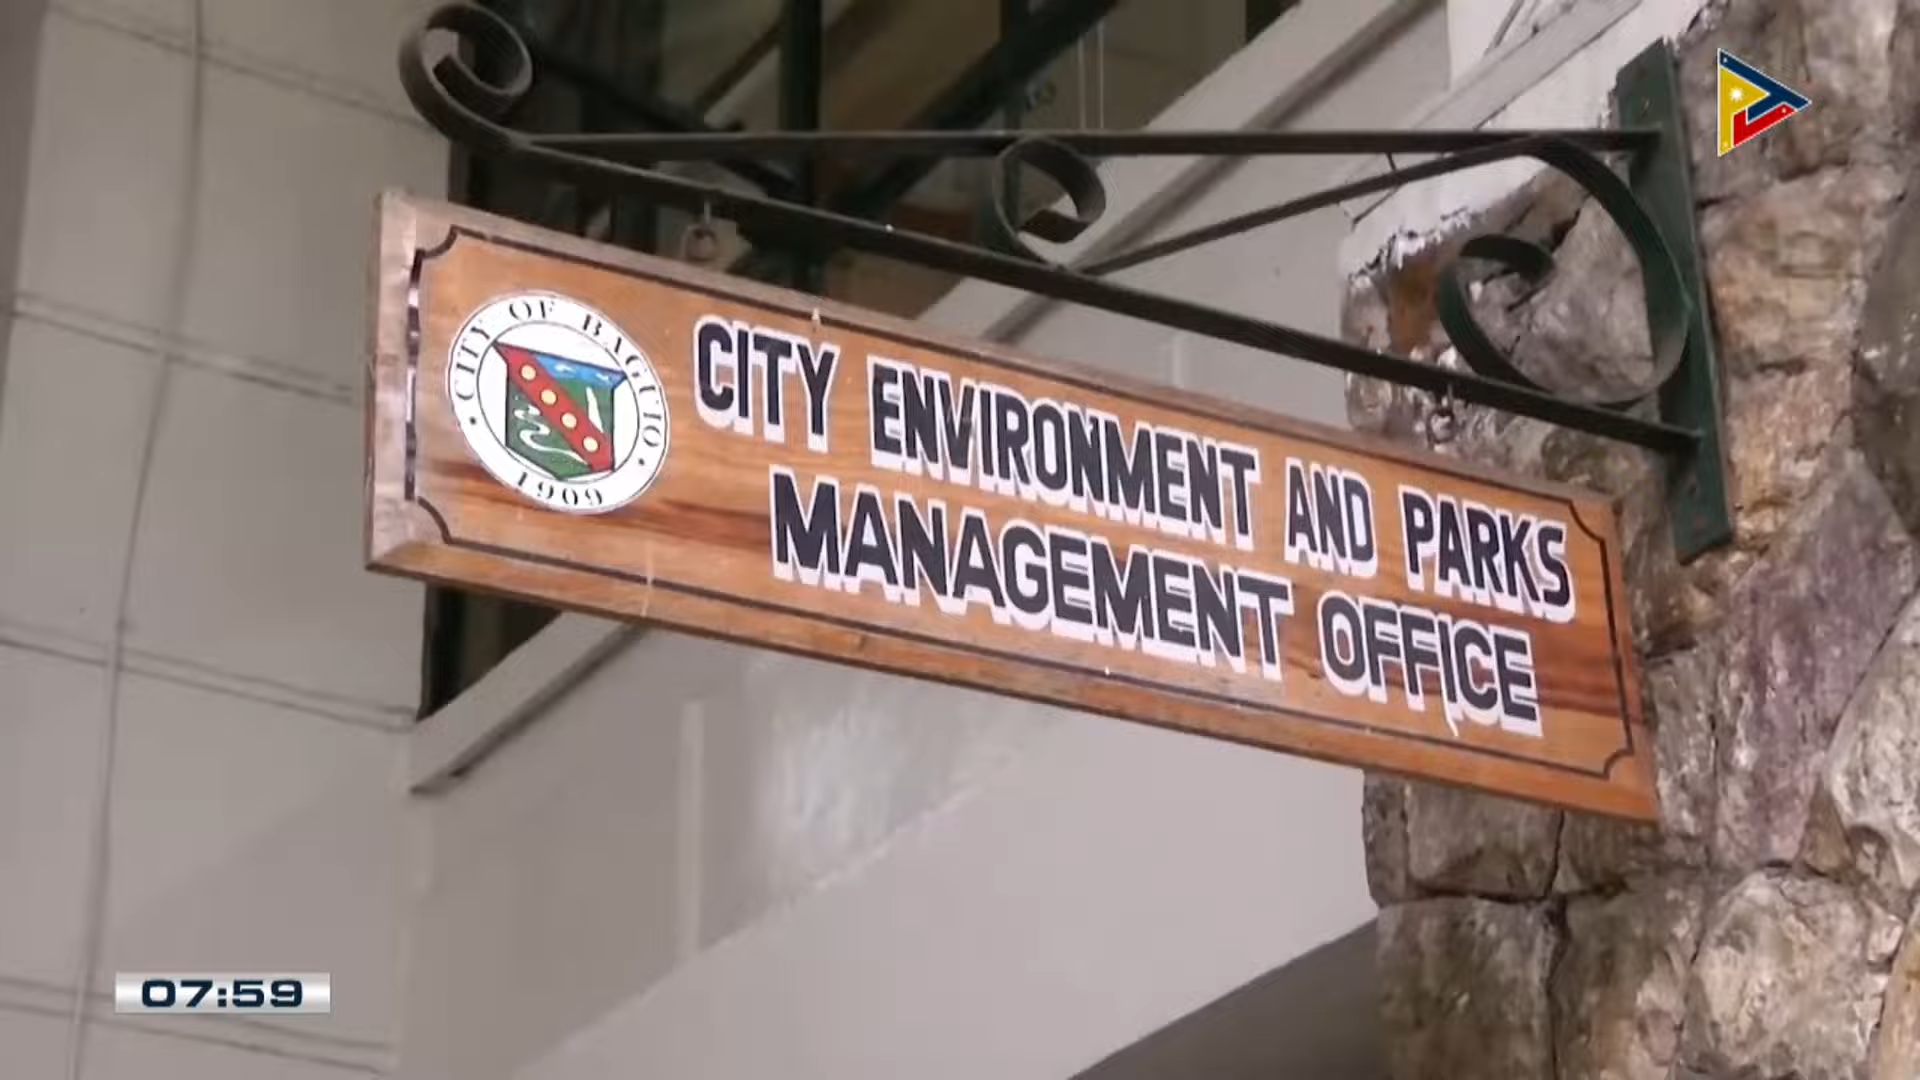 CITY OF BAGUIO
1909
CITY ENVIRONMENT AND PARKS
MANAGEMENT OFFICE
07:59